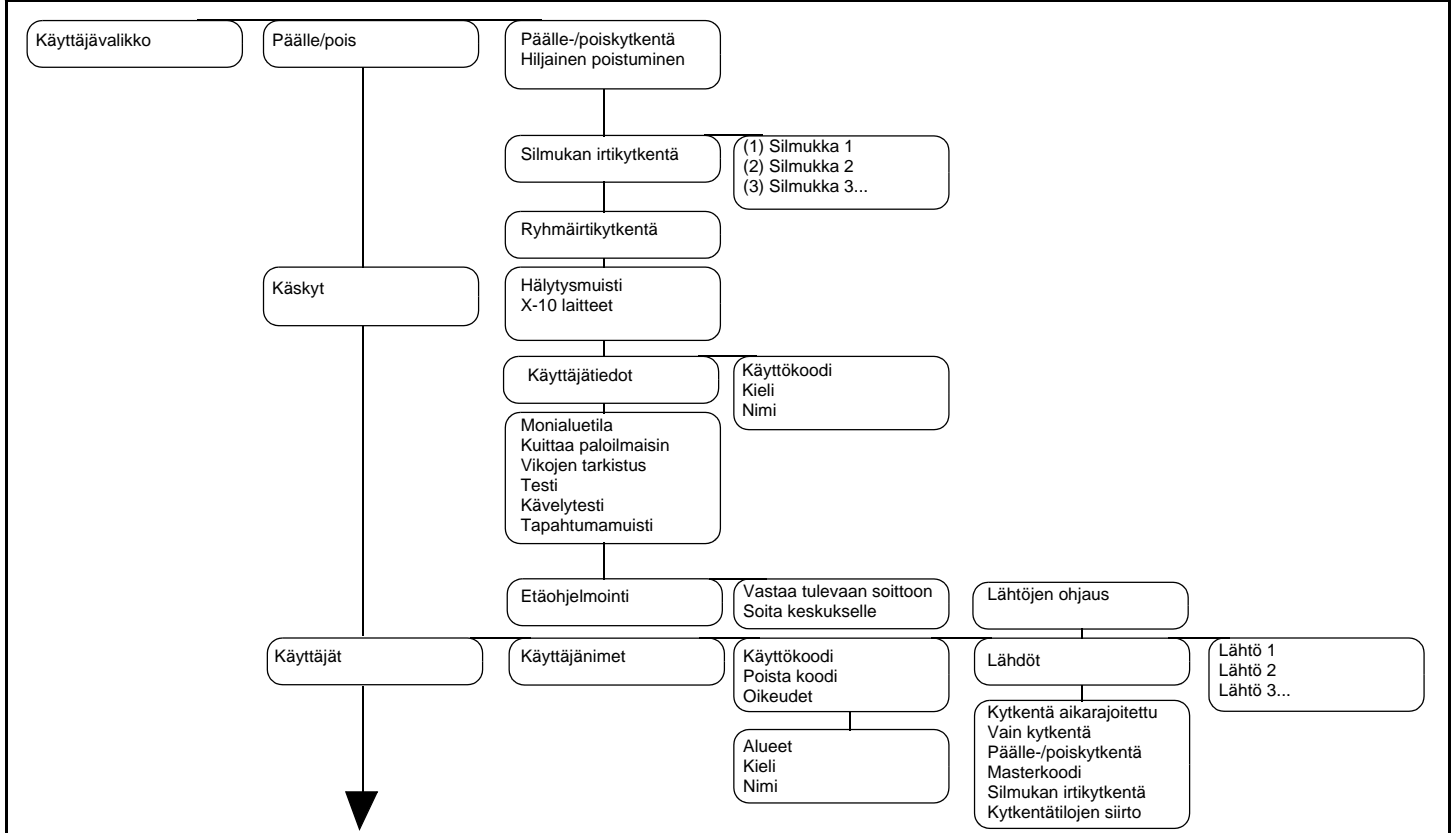 Käyttäjävalikko
Päälle/pois
Päälle-/poiskytkentä
Hiljainen poistuminen
Silmukan irtikytkentä
(1) Silmukka 1
(2) Silmukka 2
(3) Silmukka 3...
Ryhmäirtikytkentä
Käskyt
Hälytysmuisti
X-10 laitteet
Käyttäjätiedot
Käyttökoodi
Kieli
Nimi
Monialuetila
Kuittaa paloilmaisin
Vikojen tarkistus
Testi
Kävelytesti
Tapahtumamuisti
Etäohjelmointi
Vastaa tulevaan soittoon
Soita keskukselle
Lähtöjen ohjaus
Käyttäjät
Käyttäjänimet
Käyttökoodi
Poista koodi
Oikeudet
Lähdöt
Lähtö 1
Lähtö 2
Lähtö 3...
Alueet
Kieli
Nimi
Kytkentä aikarajoitettu
Vain kytkentä
Päälle-/poiskytkentä
Masterkoodi
Silmukan irtikytkentä
Kytkentätilojen siirto